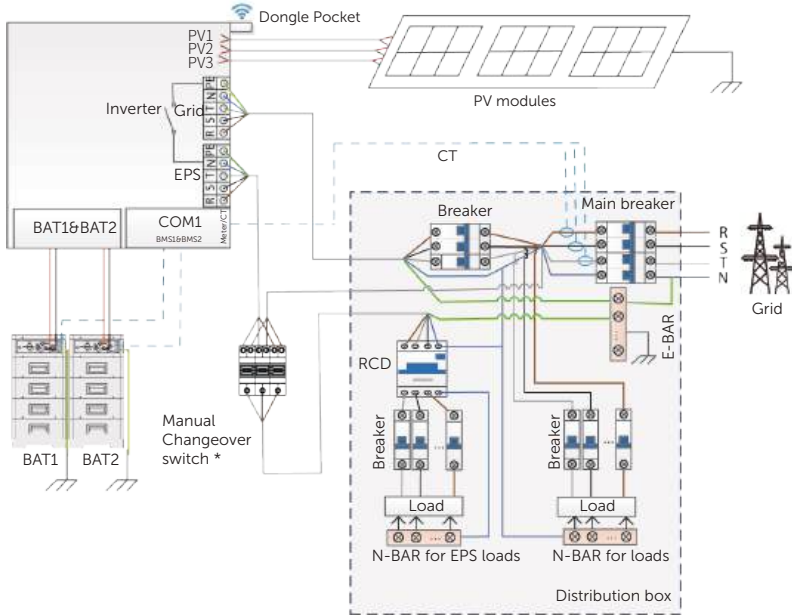 Dongle Pocket
PV1
PV2
PV3
PV modules
Inverter
Grid
R S T N PE
EPS
R S T N PE
CT
BAT1&BAT2
COM1
BMS1&BMS2
Meter/CT
Breaker
Main breaker
R
S
T
N
Grid
E-BAR
RCD
BAT1
BAT2
Manual
Changeover
switch *
Breaker
Breaker
Load
Load
N-BAR for EPS loads
N-BAR for loads
Distribution box